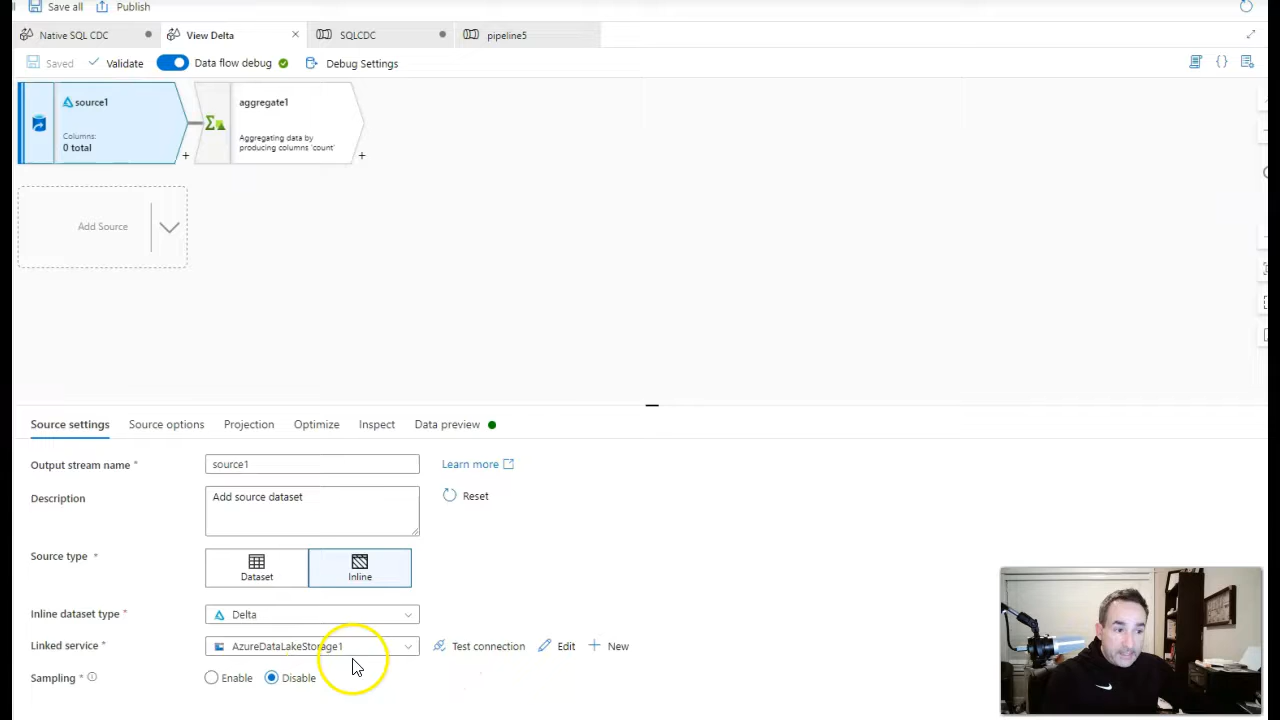 Save all Publish
Native SQL CDC View Delta SQLCDC pipeline5
Saved Validate Data flow debug Debug Settings
source1
Columns:
0 total
aggregate1
Aggregating data by
producing columns 'count'
+ +
Add Source
Source settings Source options Projection Optimize Inspect Data preview
Output stream name * source1 Learn more
Description Add source dataset Reset
Source type * Dataset Inline
Inline dataset type * Delta
Linked service * AzureDataLakeStorage1 Test connection Edit New
Sampling * Enable Disable